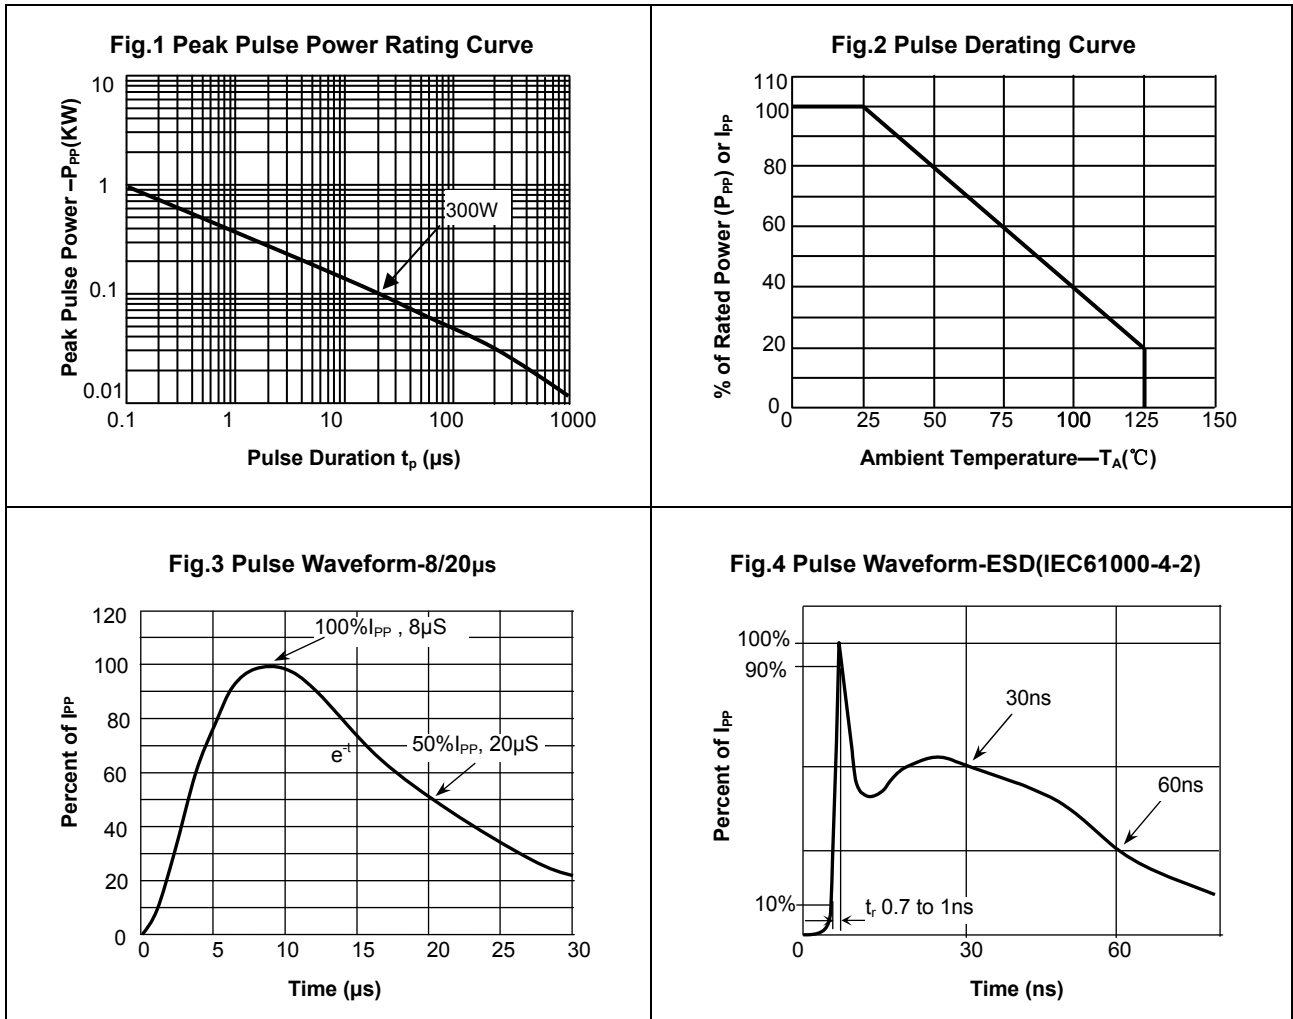 Fig.1 Peak Pulse Power Rating Curve
Peak Pulse Power –PPP(KW)
10
1
0.1
0.01
300W
0.1 1 10 100 1000
Pulse Duration tp (µs)
Fig.2 Pulse Derating Curve
% of Rated Power (PPP) or IPP
110
100
80
60
40
20
0
0 25 50 75 100 125 150
Ambient Temperature—TA(℃)
Fig.3 Pulse Waveform-8/20µs
Percent of IPP
120
100
80
60
40
20
0
100%IPP , 8µS
e-t
50%IPP, 20µS
0 5 10 15 20 25 30
Time (µs)
Fig.4 Pulse Waveform-ESD(IEC61000-4-2)
Percent of IPP
100%
90%
10%
30ns
60ns
tr 0.7 to 1ns
0 30 60
Time (ns)